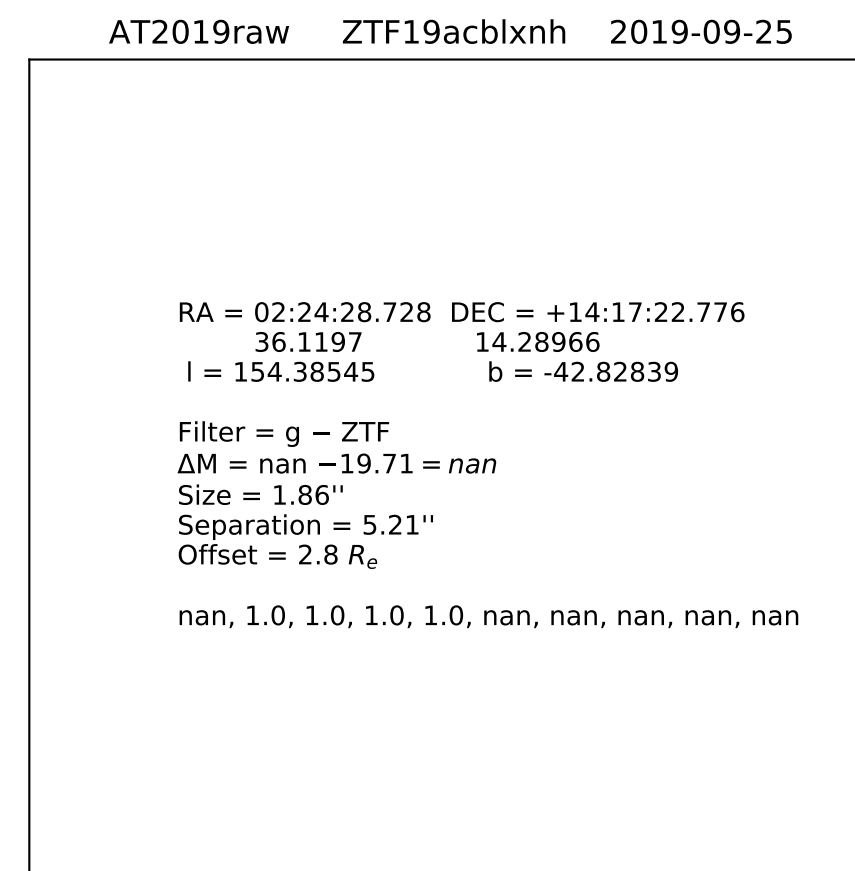 AT2019raw ZTF19acblxnh 2019-09-25
RA = 02:24:28.728 DEC = +14:17:22.776
36.1197 14.28966
l = 154.38545 b = -42.82839
Filter = g − ZTF
ΔM = nan −19.71 = nan
Size = 1.86''
Separation = 5.21''
Offset = 2.8 Re
nan, 1.0, 1.0, 1.0, 1.0, nan, nan, nan, nan, nan